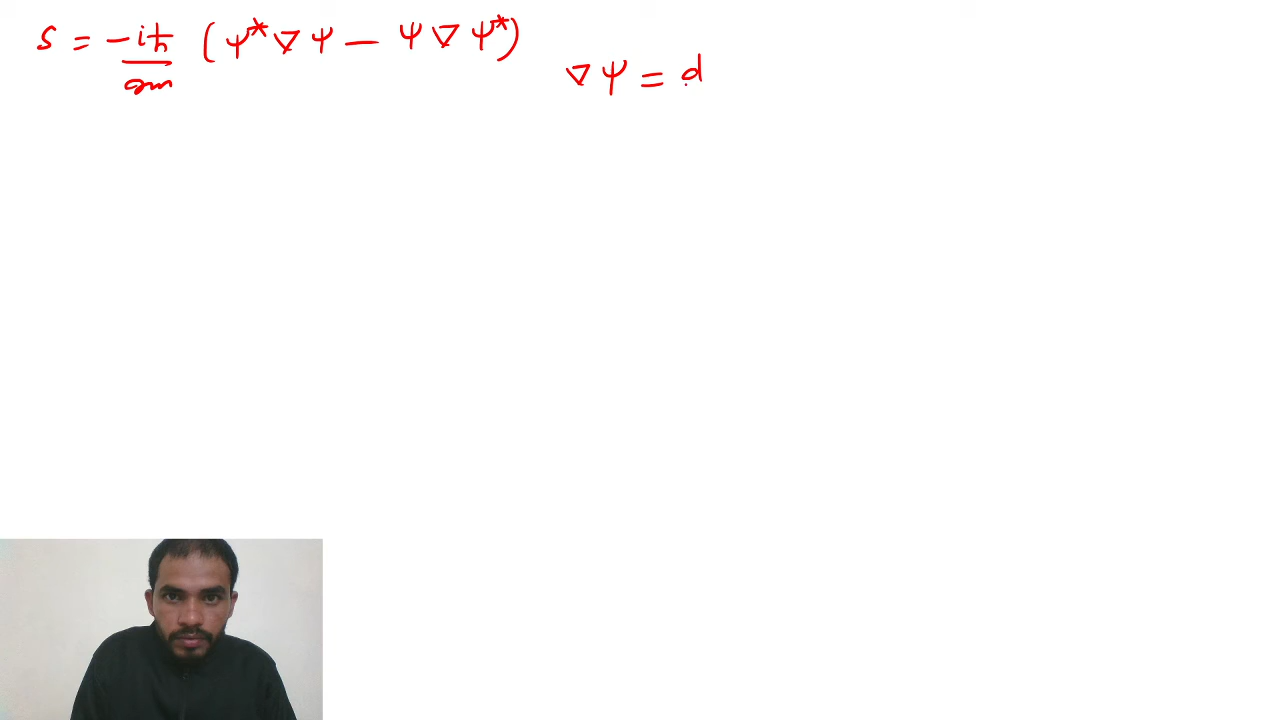 S = -iħ/2m (ψ*∇ψ − ψ∇ψ*)
∇ψ = d